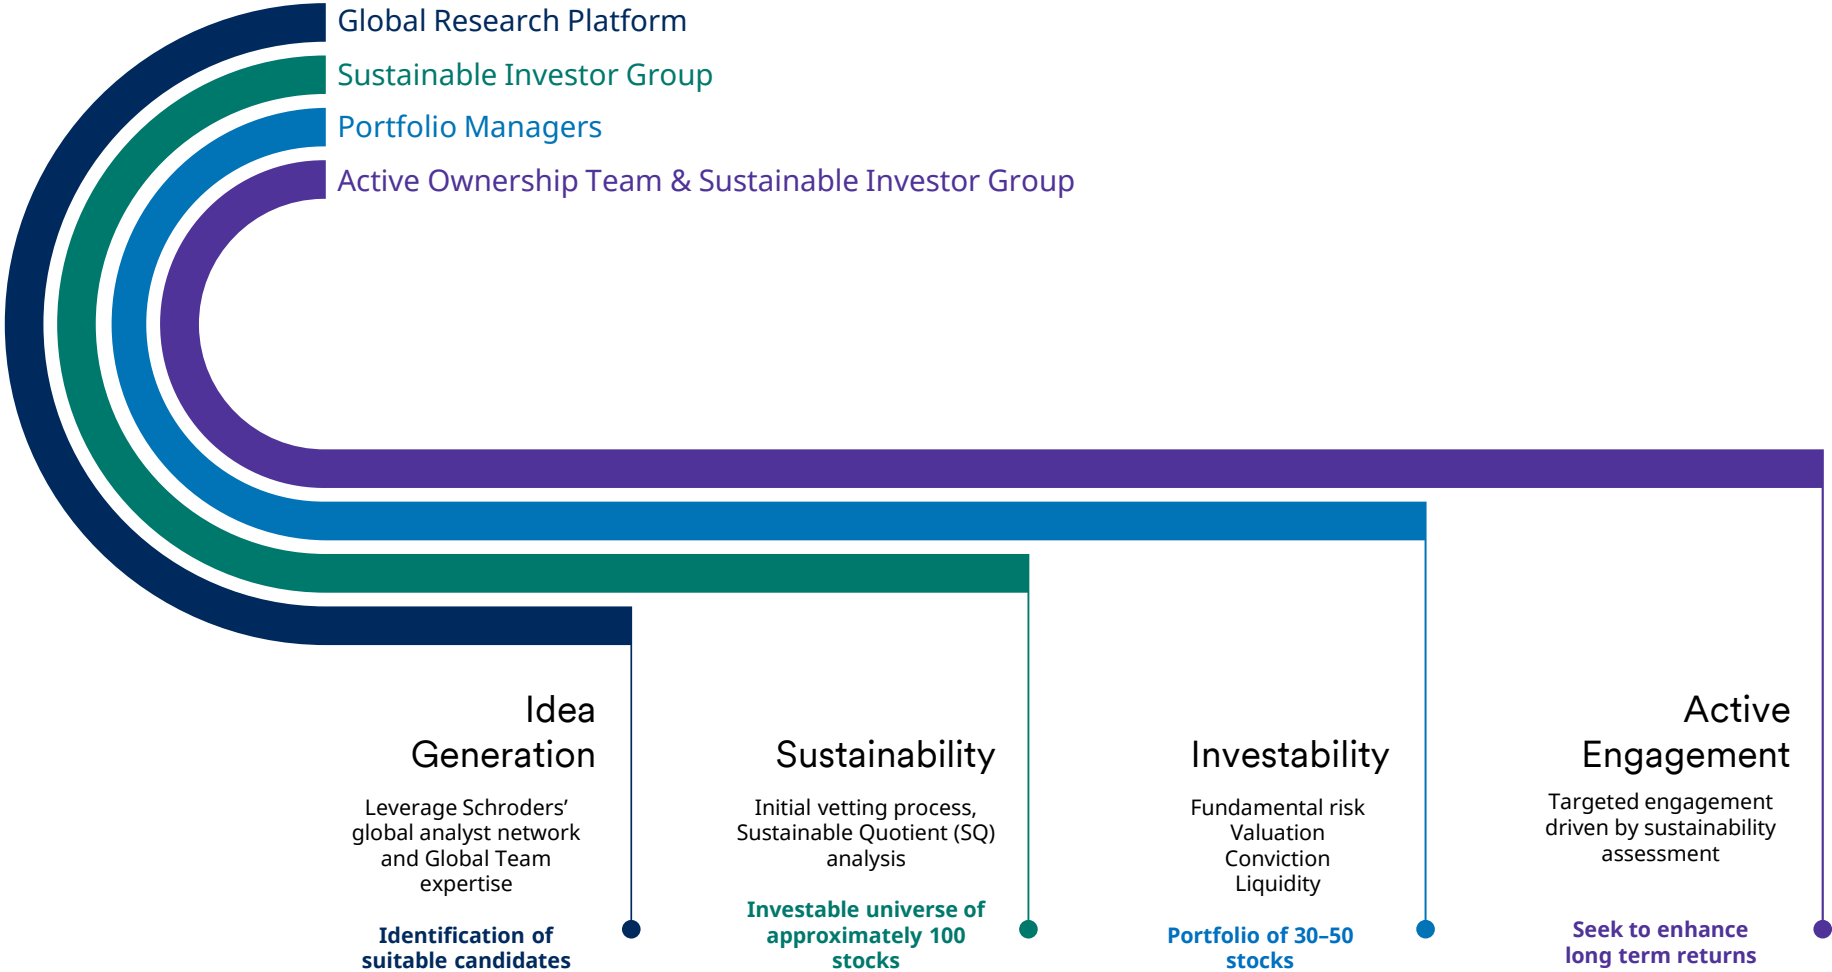 Global Research Platform
Sustainable Investor Group
Portfolio Managers
Active Ownership Team & Sustainable Investor Group
Idea
Generation
Leverage Schroders’
global analyst network
and Global Team
expertise
Identification of
suitable candidates
Sustainability
Initial vetting process,
Sustainable Quotient (SQ)
analysis
Investable universe of
approximately 100
stocks
Investability
Fundamental risk
Valuation
Conviction
Liquidity
Portfolio of 30–50
stocks
Active
Engagement
Targeted engagement
driven by sustainability
assessment
Seek to enhance
long term returns